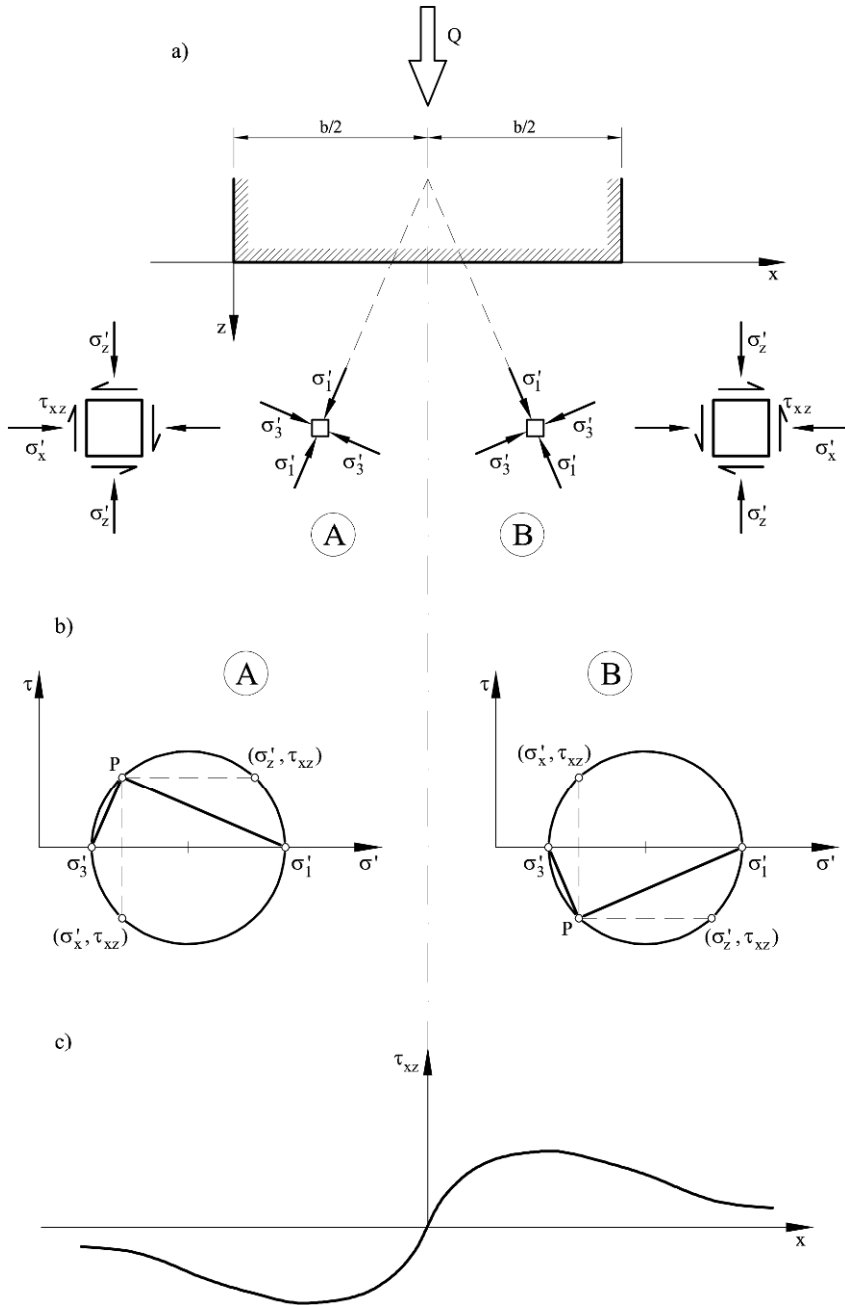 a)
Q
b/2 b/2
x
z
σ'z σ'z
σ'1 σ'1
τxz σ'3 σ'3 τxz
σ'x σ'3 σ'3 σ'x
σ'1 σ'1
σ'z σ'z
A B
b)
A B
τ τ
P (σ'z, τxz) (σ'x, τxz)
σ'3 σ'1 σ' σ'3 σ'1 σ'
(σ'x, τxz) P (σ'z, τxz)
c)
τxz
x